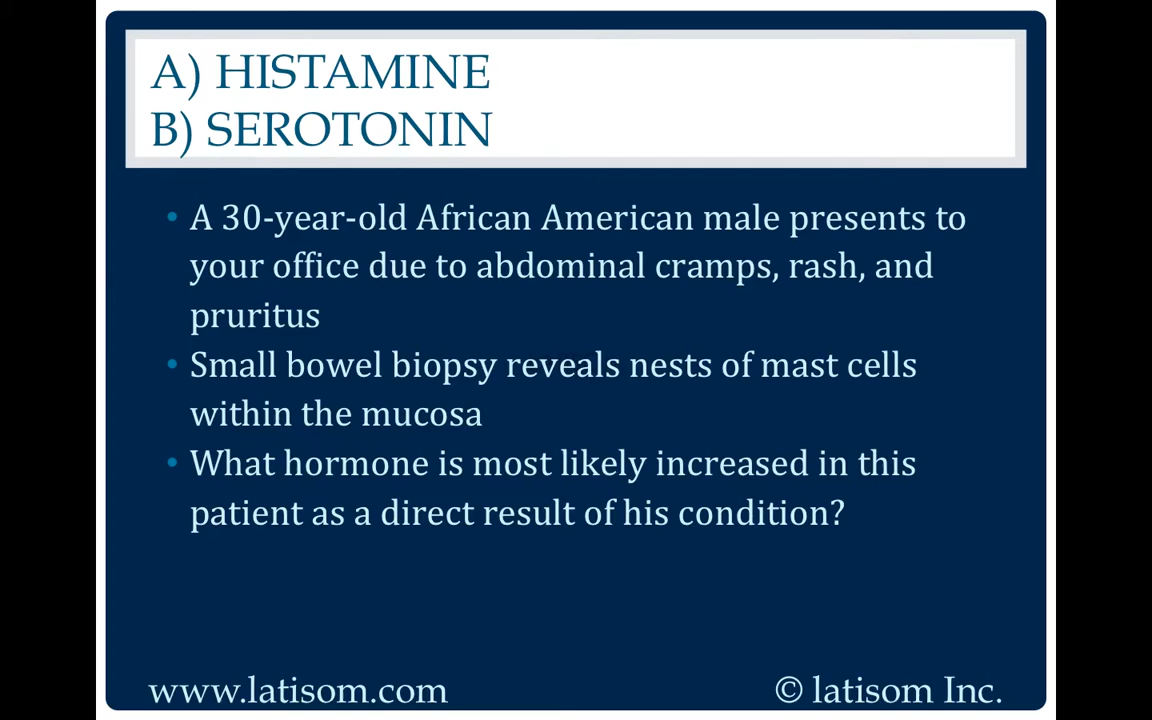 A) HISTAMINE
B) SEROTONIN
• A 30-year-old African American male presents to
your office due to abdominal cramps, rash, and
pruritus
• Small bowel biopsy reveals nests of mast cells
within the mucosa
• What hormone is most likely increased in this
patient as a direct result of his condition?
www.latisom.com
© latisom Inc.